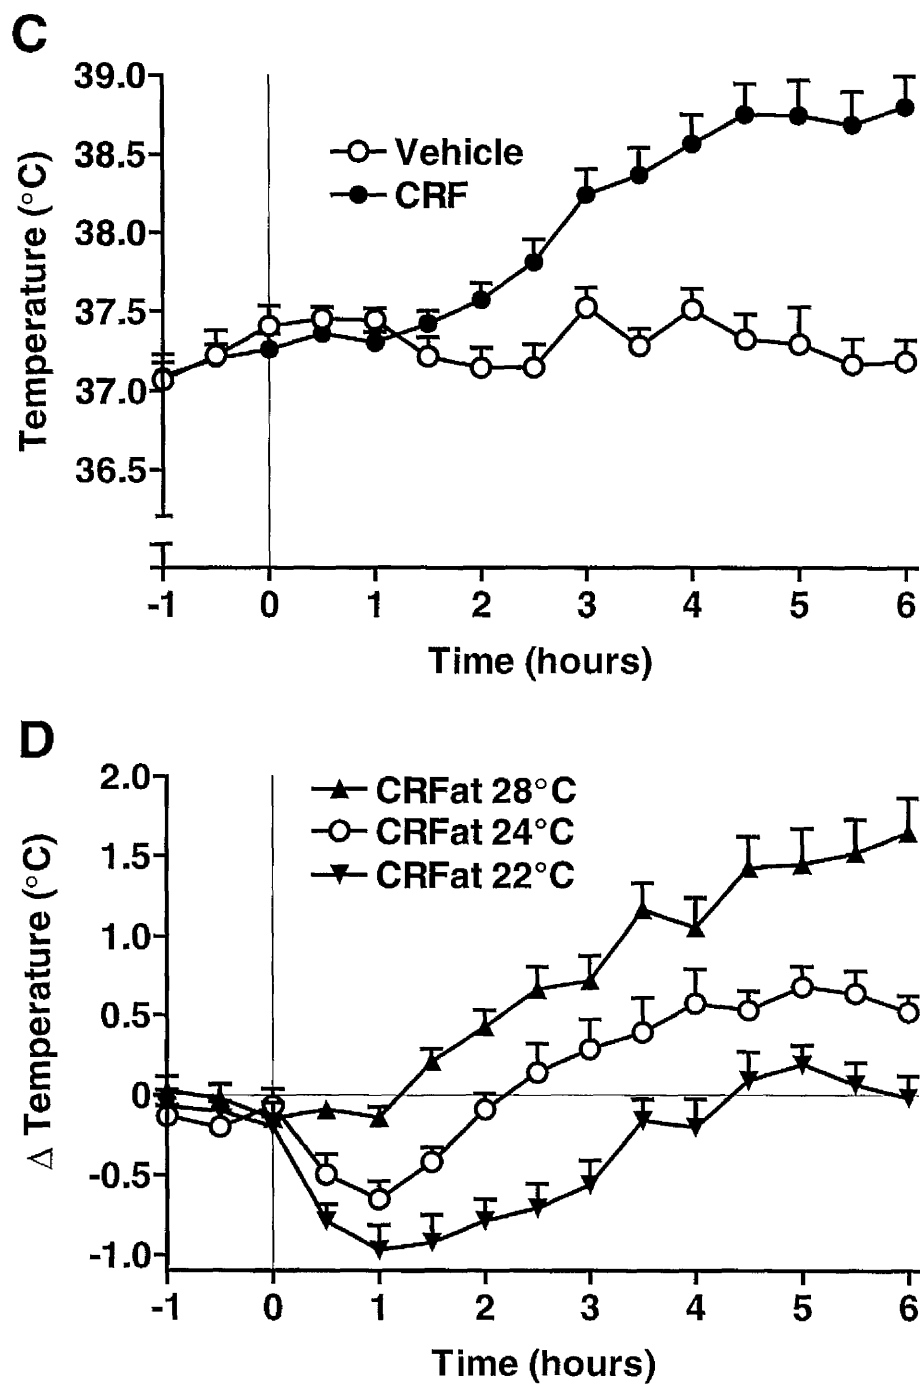 C
Temperature (°C)
39.0
38.5
38.0
37.5
37.0
36.5
Vehicle
CRF
-1 0 1 2 3 4 5 6
Time (hours)
D
Δ Temperature (°C)
2.0
1.5
1.0
0.5
0
-0.5
-1.0
CRFat 28°C
CRFat 24°C
CRFat 22°C
-1 0 1 2 3 4 5 6
Time (hours)